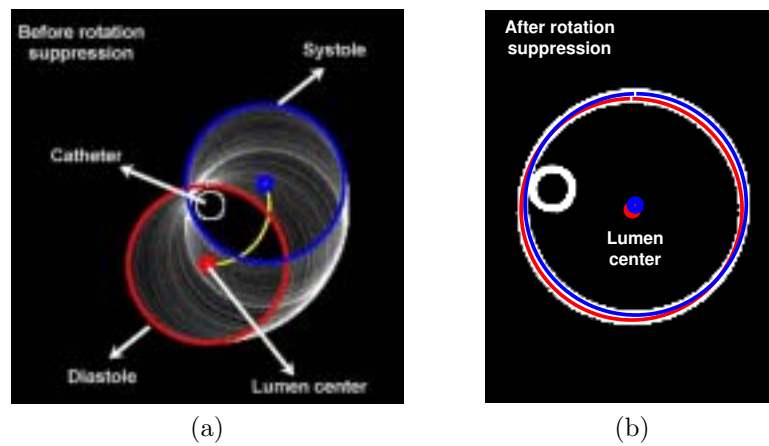 Before rotation
suppression
Systole
Catheter
Diastole
Lumen center
(a)
After rotation
suppression
Lumen
center
(b)